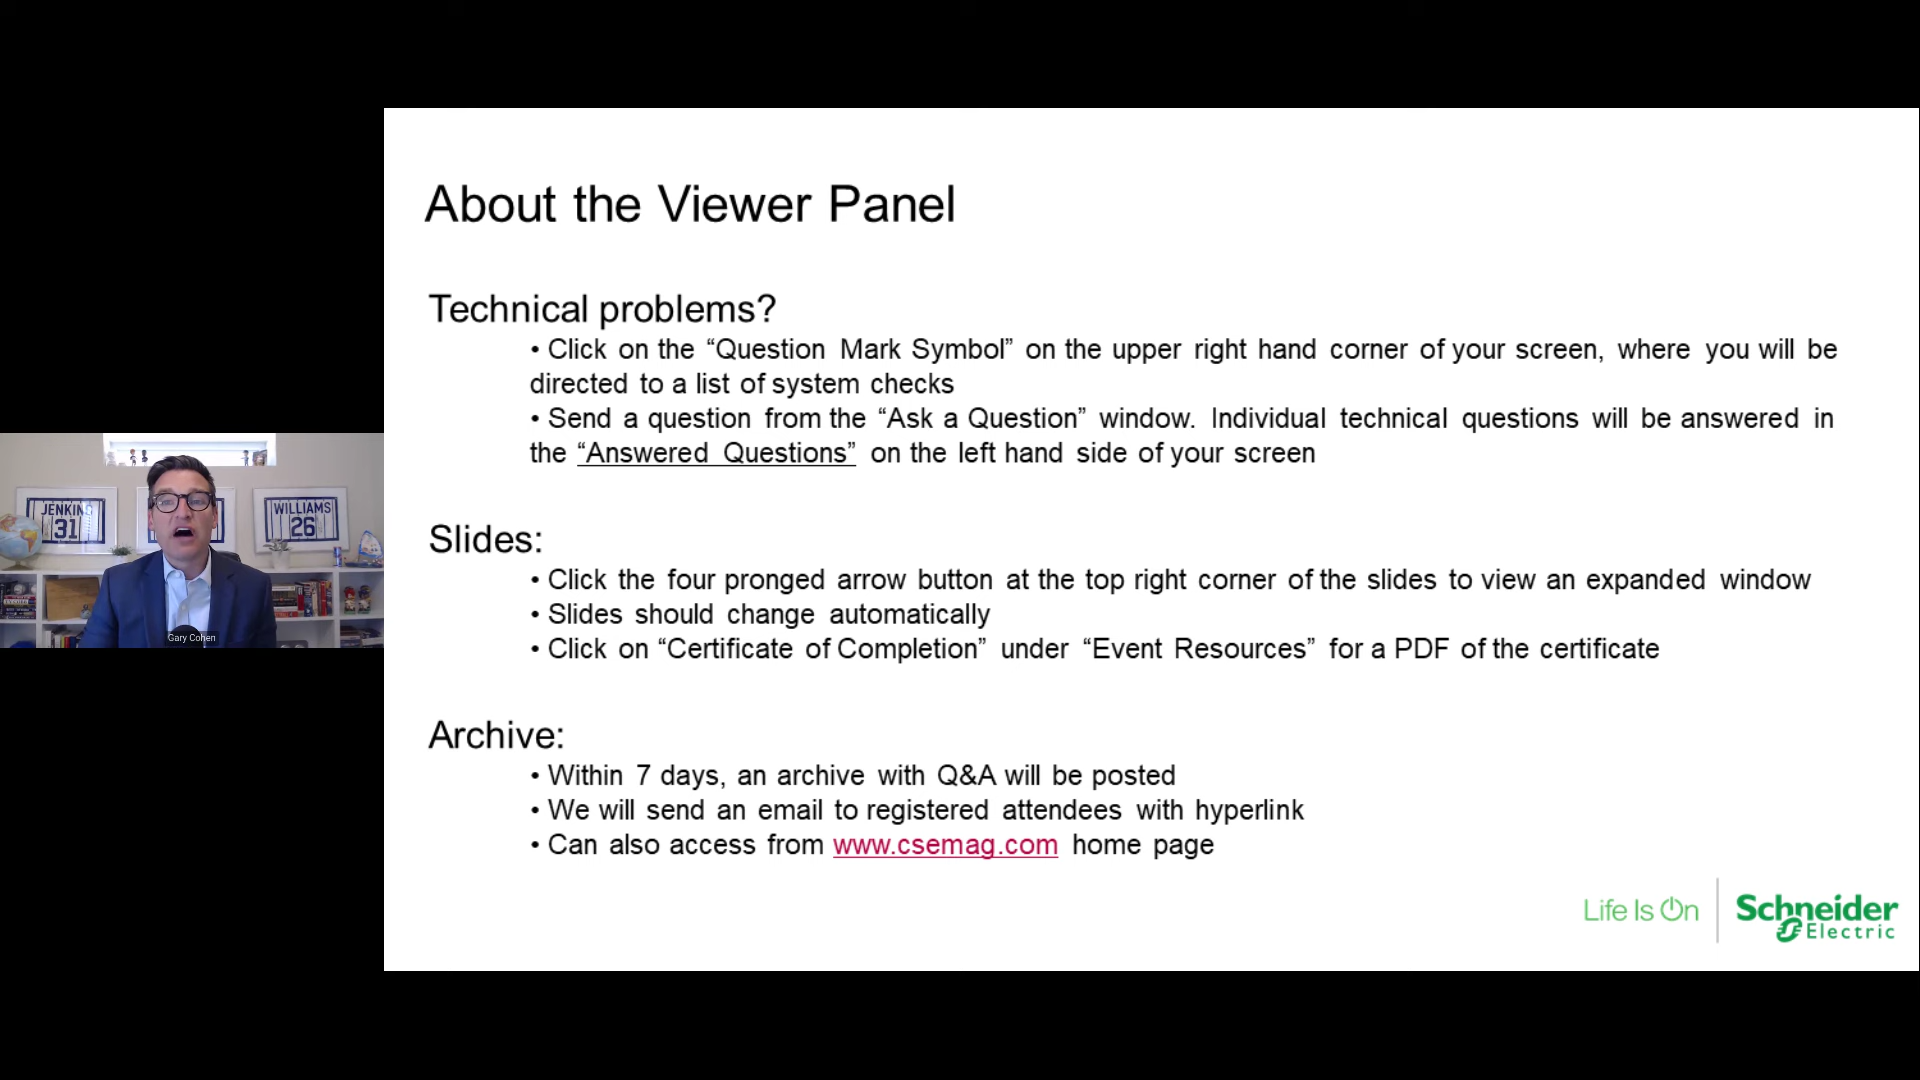 About the Viewer Panel
Technical problems?
• Click on the “Question Mark Symbol” on the upper right hand corner of your screen, where you will be
directed to a list of system checks
• Send a question from the “Ask a Question” window. Individual technical questions will be answered in
the “Answered Questions” on the left hand side of your screen
JENKINS
31
WILLIAMS
26
Gary Cohen
Slides:
• Click the four pronged arrow button at the top right corner of the slides to view an expanded window
• Slides should change automatically
• Click on “Certificate of Completion” under “Event Resources” for a PDF of the certificate
Archive:
• Within 7 days, an archive with Q&A will be posted
• We will send an email to registered attendees with hyperlink
• Can also access from www.csemag.com home page
Life Is On
Schneider
Electric